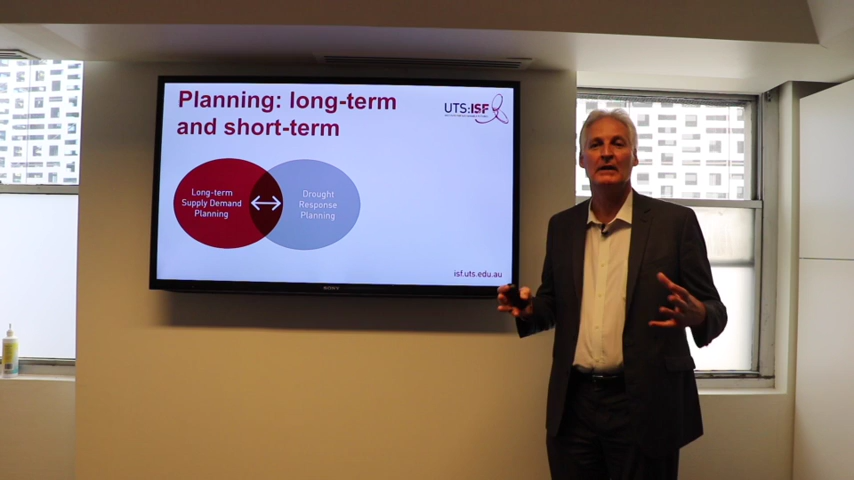 Planning: long-term
and short-term
UTS:ISF
Long-term
Supply Demand
Planning
Drought
Response
Planning
isf.uts.edu.au
SONY